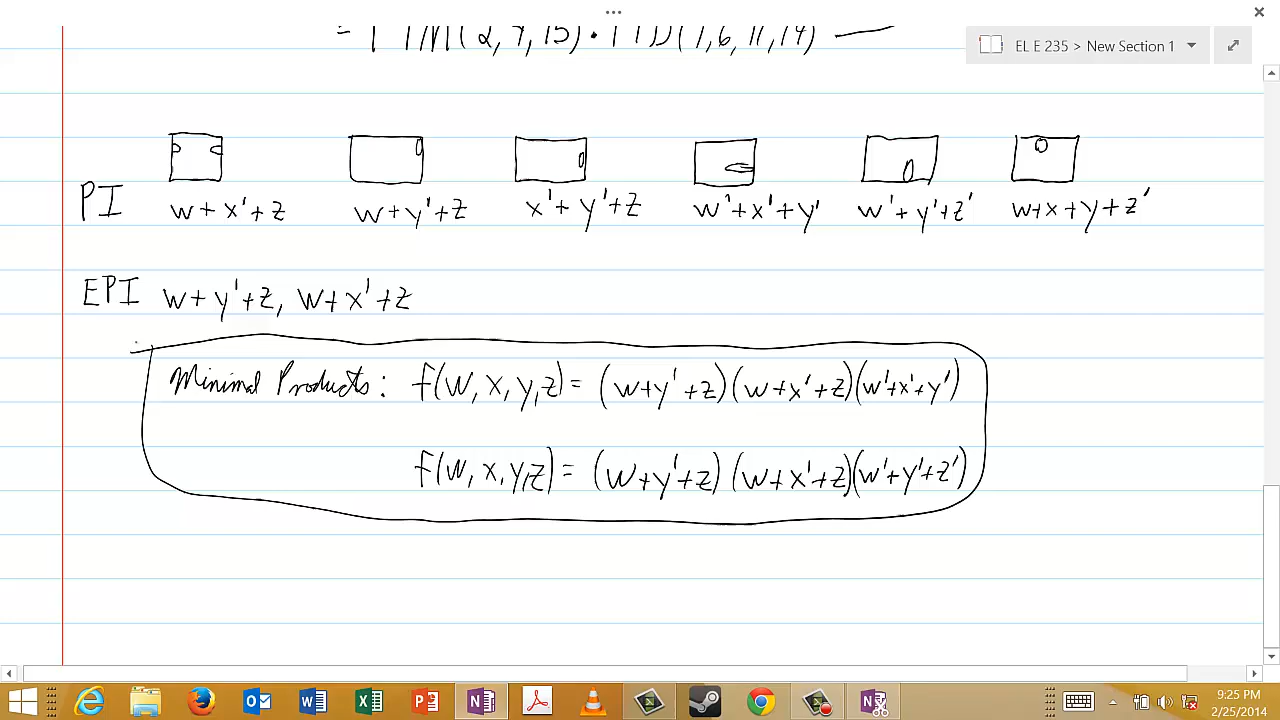 EL E 235 > New Section 1
PI w + x' + z w + y' + z x' + y' + z w' + x' + y' w' + y' + z' w + x + y + z'
EPI w + y' + z, w + x' + z
Minimal Products: f(w, x, y, z) = (w + y' + z)(w + x' + z)(w' + x' + y')
f(w, x, y, z) = (w + y' + z)(w + x' + z)(w' + y' + z')
9:25 PM
2/25/2014